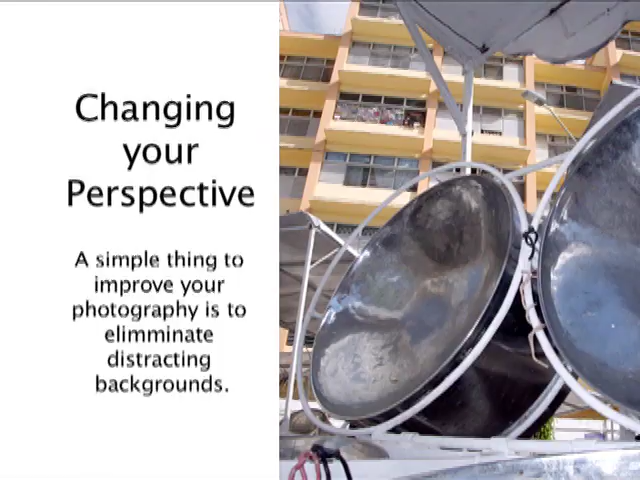 Changing
your
Perspective
A simple thing to
improve your
photography is to
elimminate
distracting
backgrounds.